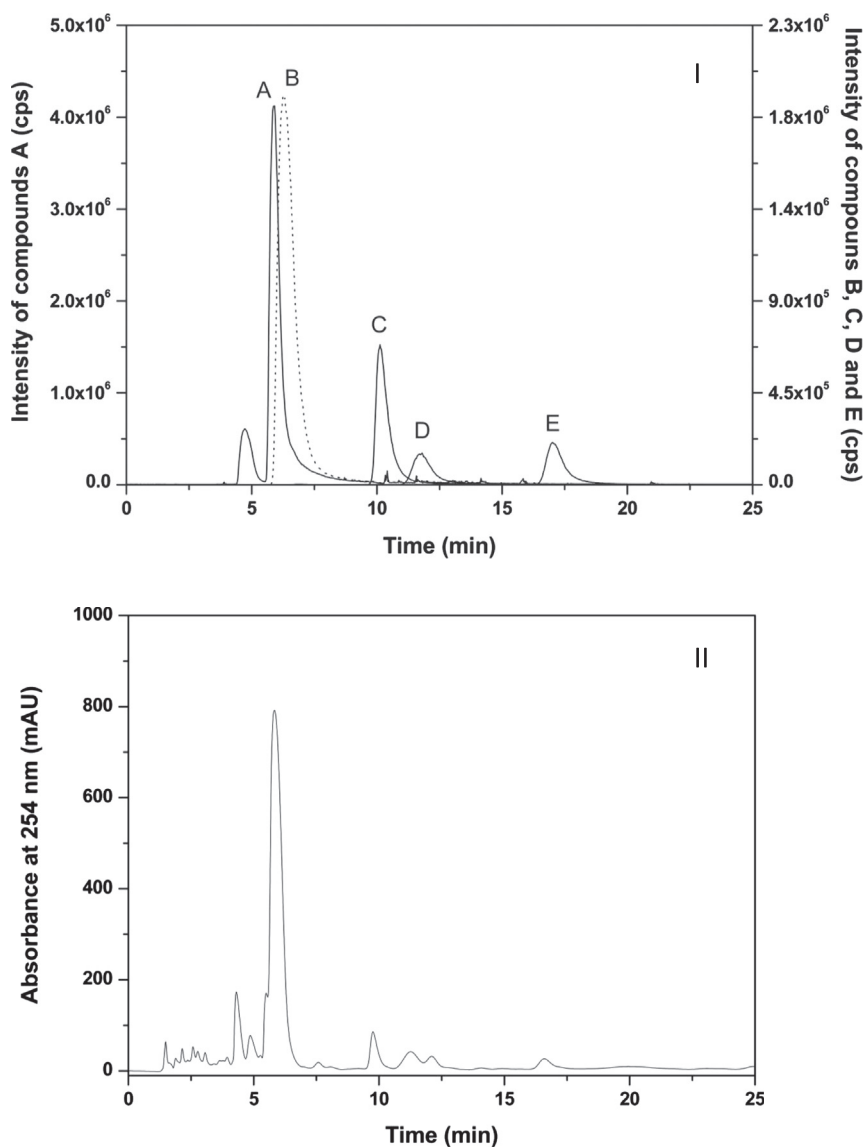 I
Intensity of compounds A (cps)
5.0x10⁶
4.0x10⁶
3.0x10⁶
2.0x10⁶
1.0x10⁶
0.0
A
B
C
D
E
2.3x10⁶
1.8x10⁶
1.4x10⁶
9.0x10⁵
4.5x10⁵
0.0
Intensity of compouns B, C, D and E (cps)
0 5 10 15 20 25
Time (min)
II
Absorbance at 254 nm (mAU)
1000
800
600
400
200
0
0 5 10 15 20 25
Time (min)